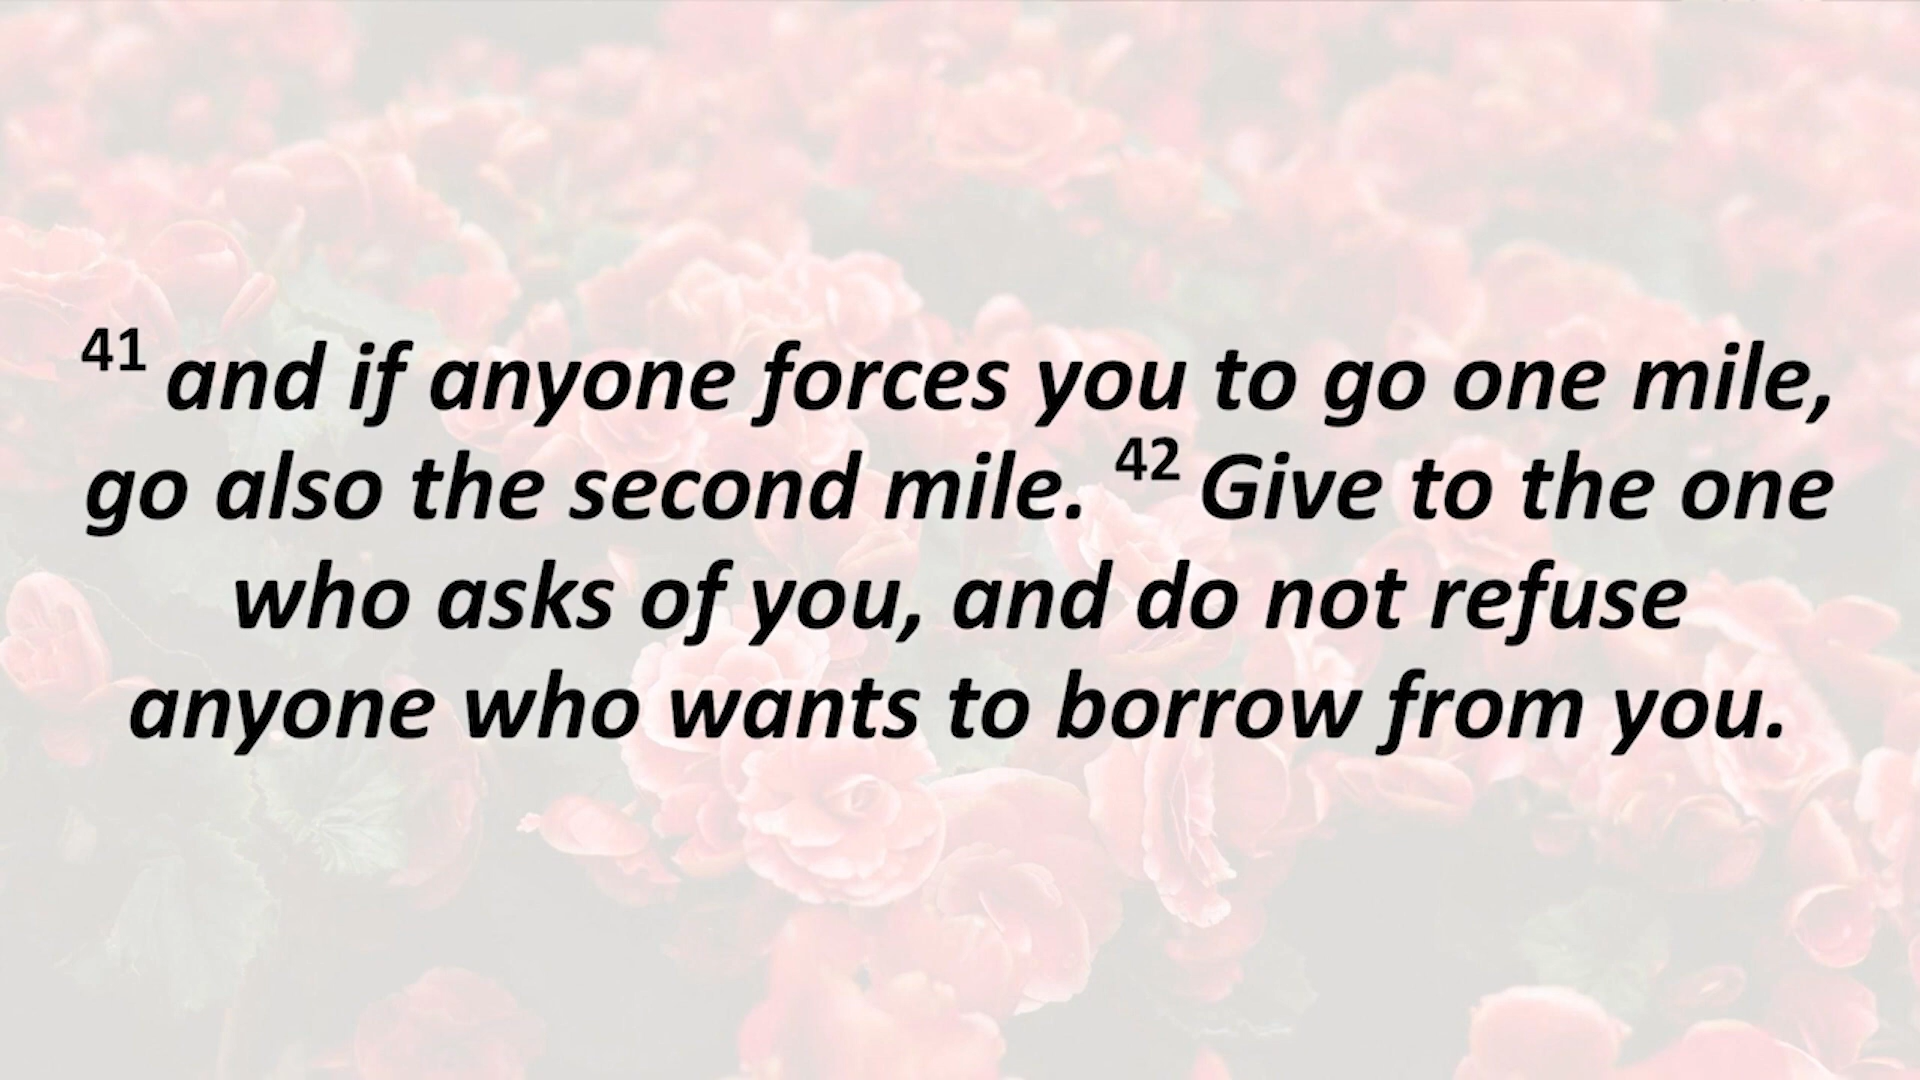 41 and if anyone forces you to go one mile,
go also the second mile. 42 Give to the one
who asks of you, and do not refuse
anyone who wants to borrow from you.